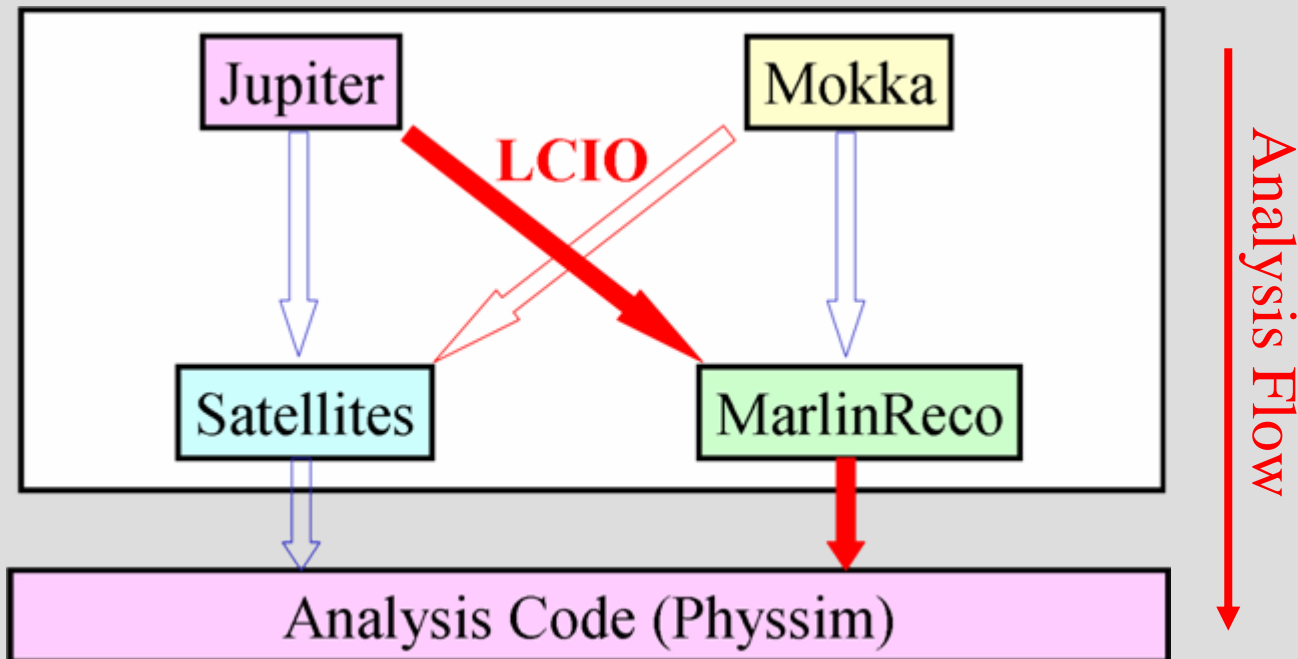 Jupiter
Mokka
LCIO
Satellites
MarlinReco
Analysis Code (Physsim)
Analysis Flow